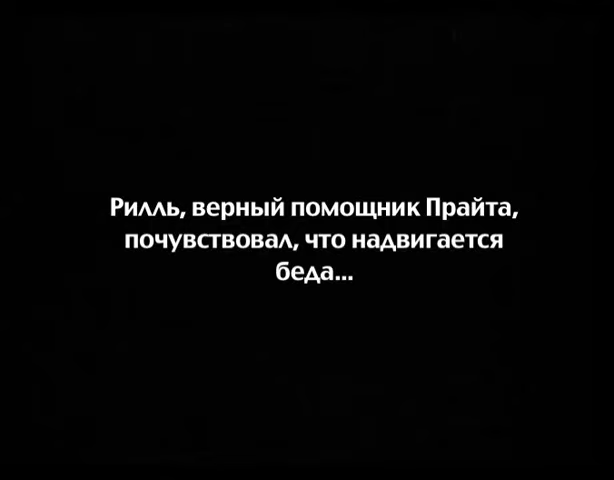 Рилль, верный помощник Прайта,
почувствовал, что надвигается
беда...